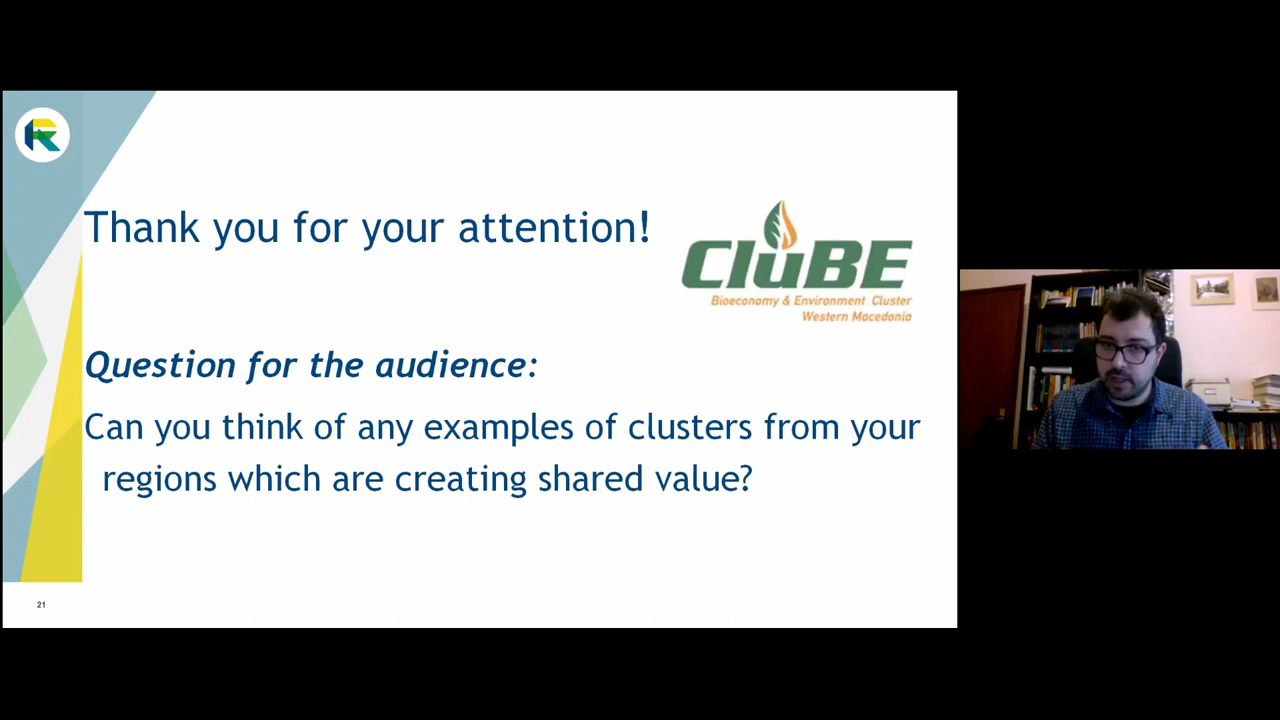 Thank you for your attention!
CluBE
Bioeconomy & Environment Cluster
Western Macedonia
Question for the audience:
Can you think of any examples of clusters from your
regions which are creating shared value?
21